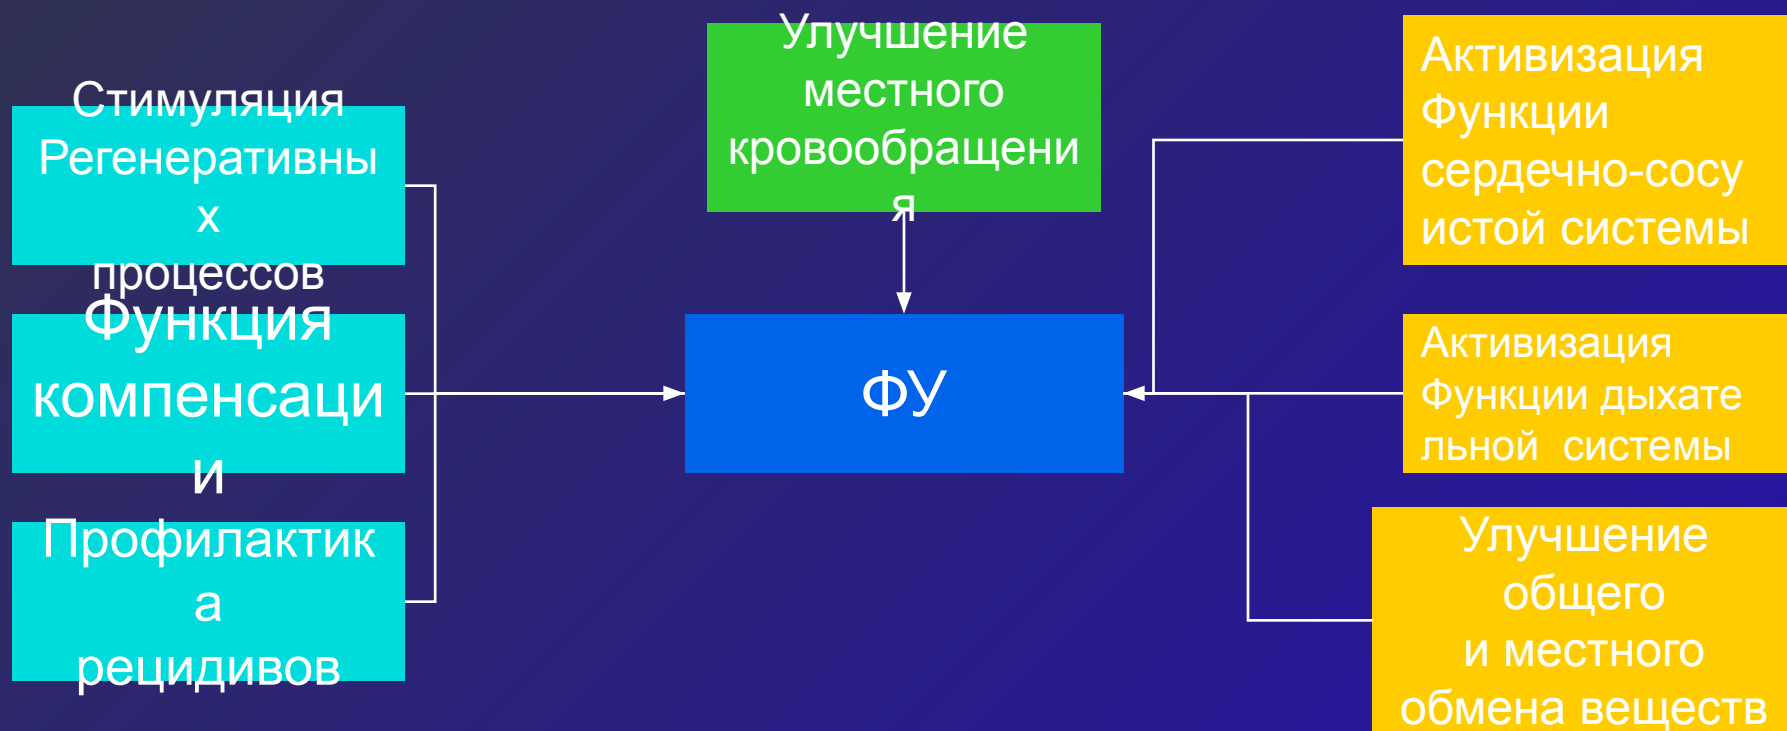 Стимуляция
Регенеративны
х
процессов
Функция
компенсаци
и
Профилактик
а
рецидивов
Улучшение
местного
кровообращени
я
ФУ
Активизация
Функции
сердечно-сосу
истой системы
Активизация
Функции дыхате
льной системы
Улучшение
общего
и местного
обмена веществ